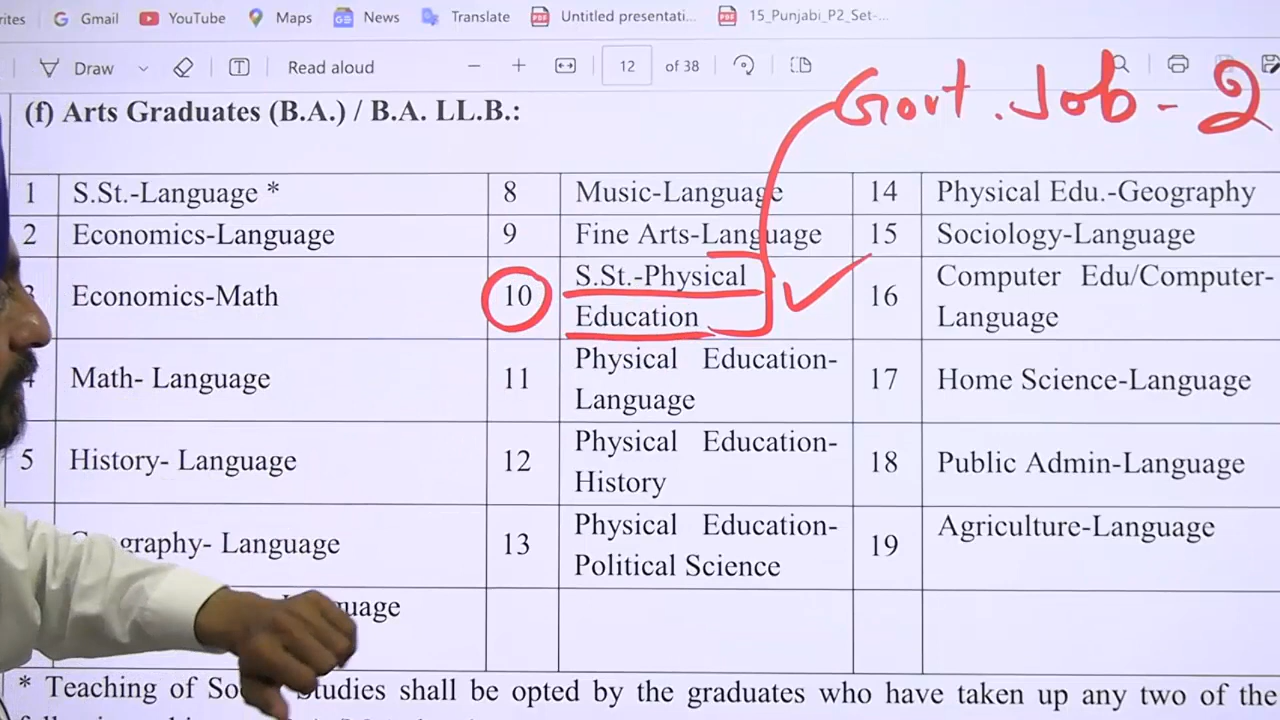 rites Gmail YouTube Maps News Translate Untitled presentati... 15_Punjabi_P2_Set-...
Draw Read aloud 12 of 38
Govt. Job - 2
(f) Arts Graduates (B.A.) / B.A. LL.B.:
1 S.St.-Language * 8 Music-Language 14 Physical Edu.-Geography
2 Economics-Language 9 Fine Arts-Language 15 Sociology-Language
Economics-Math 10 S.St.-Physical Education 16 Computer Edu/Computer-Language
Math- Language 11 Physical Education-Language 17 Home Science-Language
5 History- Language 12 Physical Education-History 18 Public Admin-Language
Language 13 Physical Education-Political Science 19 Agriculture-Language
* Teaching of Studies shall be opted by the graduates who have taken up any two of the